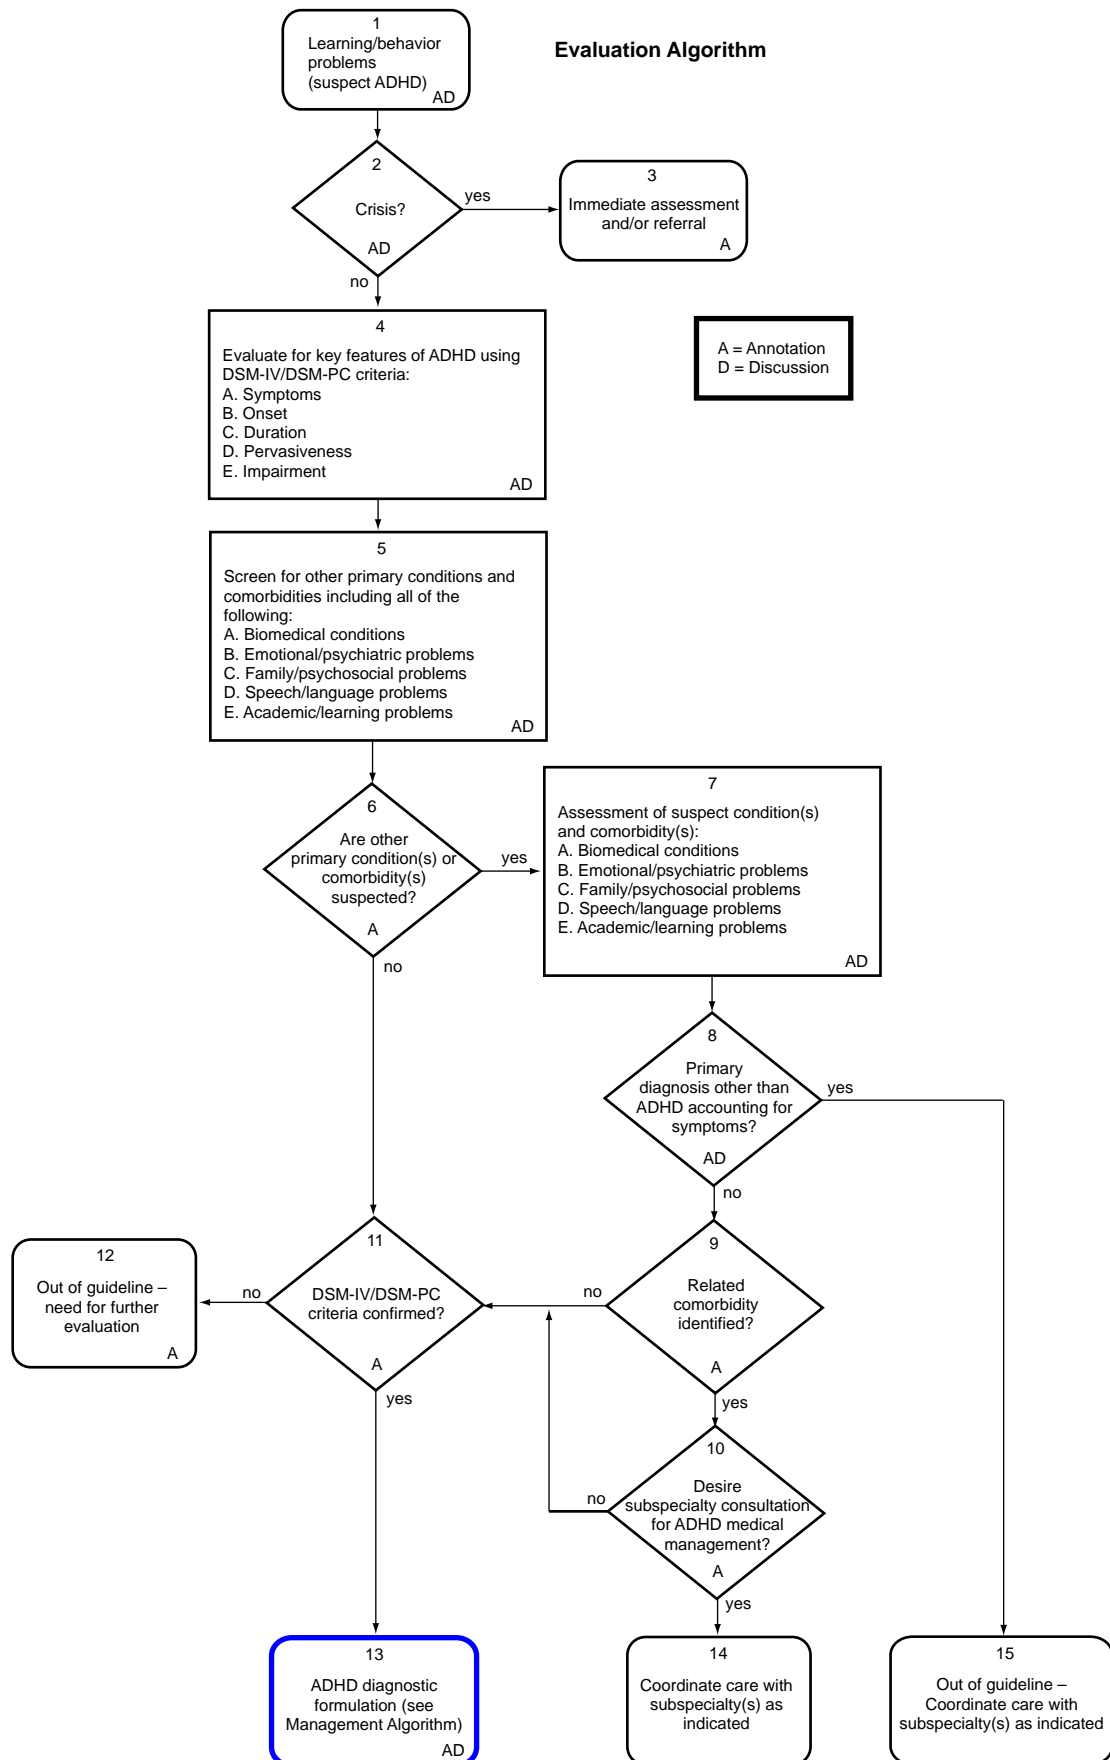 Evaluation Algorithm
1
Learning/behavior
problems
(suspect ADHD)
AD
2
Crisis?
AD
yes
no
3
Immediate assessment
and/or referral
A
4
Evaluate for key features of ADHD using
DSM-IV/DSM-PC criteria:
A. Symptoms
B. Onset
C. Duration
D. Pervasiveness
E. Impairment
AD
A = Annotation
D = Discussion
5
Screen for other primary conditions and
comorbidities including all of the
following:
A. Biomedical conditions
B. Emotional/psychiatric problems
C. Family/psychosocial problems
D. Speech/language problems
E. Academic/learning problems
AD
6
Are other
primary condition(s) or
comorbidity(s)
suspected?
A
yes
no
7
Assessment of suspect condition(s)
and comorbidity(s):
A. Biomedical conditions
B. Emotional/psychiatric problems
C. Family/psychosocial problems
D. Speech/language problems
E. Academic/learning problems
AD
8
Primary
diagnosis other than
ADHD accounting for
symptoms?
AD
yes
no
9
Related
comorbidity
identified?
A
no
yes
10
Desire
subspecialty consultation
for ADHD medical
management?
A
no
yes
11
DSM-IV/DSM-PC
criteria confirmed?
A
no
yes
12
Out of guideline –
need for further
evaluation
A
13
ADHD diagnostic
formulation (see
Management Algorithm)
AD
14
Coordinate care with
subspecialty(s) as
indicated
15
Out of guideline –
Coordinate care with
subspecialty(s) as indicated